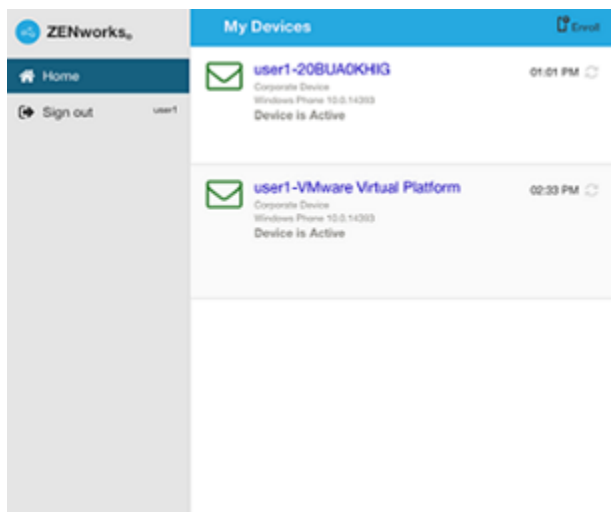 ZENworks®
Home
Sign out
user1
My Devices
Enroll
user1-20BUA0KHIG
01:01 PM
Corporate Device
Windows Phone 10.0.14393
Device is Active
user1-VMware Virtual Platform
02:33 PM
Corporate Device
Windows Phone 10.0.14393
Device is Active